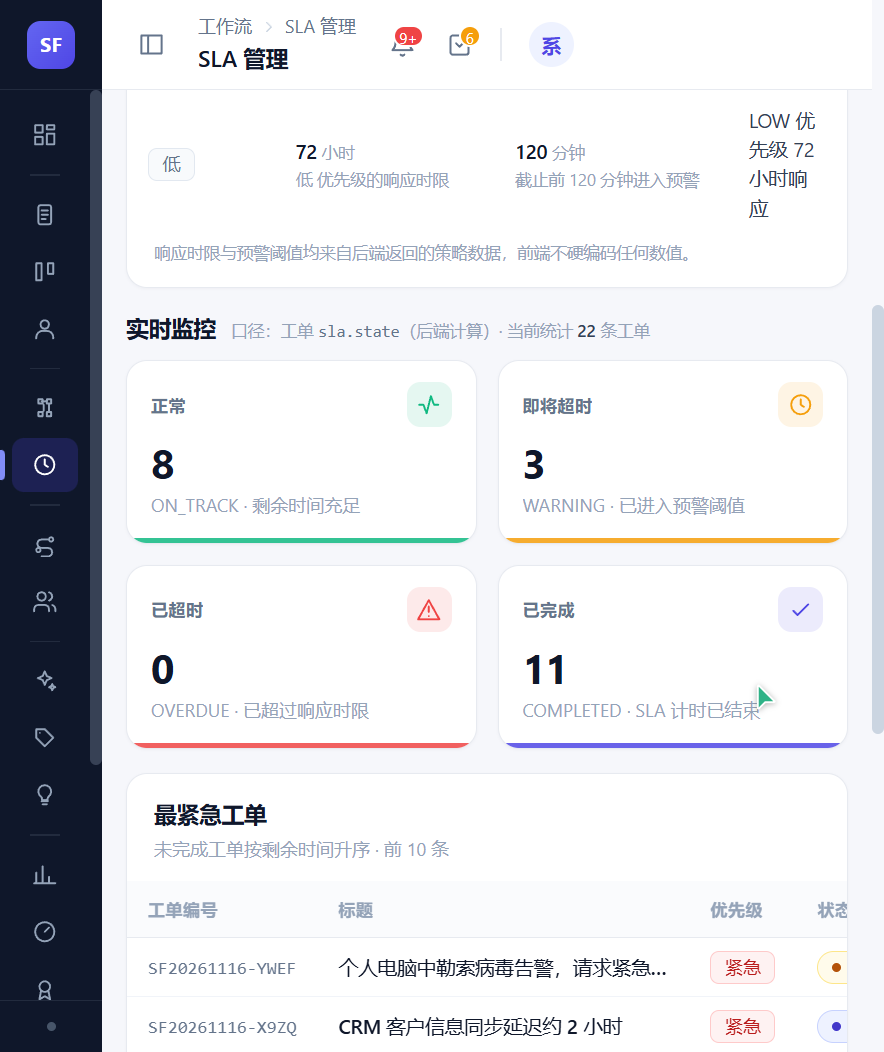 SF
工作流 > SLA 管理
SLA 管理
9+
6
系
低
72 小时
低 优先级的响应时限
120 分钟
截止前 120 分钟进入预警
LOW 优
先级 72
小时响
应
响应时限与预警阈值均来自后端返回的策略数据，前端不硬编码任何数值。
实时监控 口径：工单 sla.state（后端计算）· 当前统计 22 条工单
正常
8
ON_TRACK · 剩余时间充足
即将超时
3
WARNING · 已进入预警阈值
已超时
0
OVERDUE · 已超过响应时限
已完成
11
COMPLETED · SLA 计时已结束
最紧急工单
未完成工单按剩余时间升序 · 前 10 条
工单编号 标题 优先级 状态
SF20261116-YWEF 个人电脑中勒索病毒告警，请求紧急... 紧急
SF20261116-X9ZQ CRM 客户信息同步延迟约 2 小时 紧急